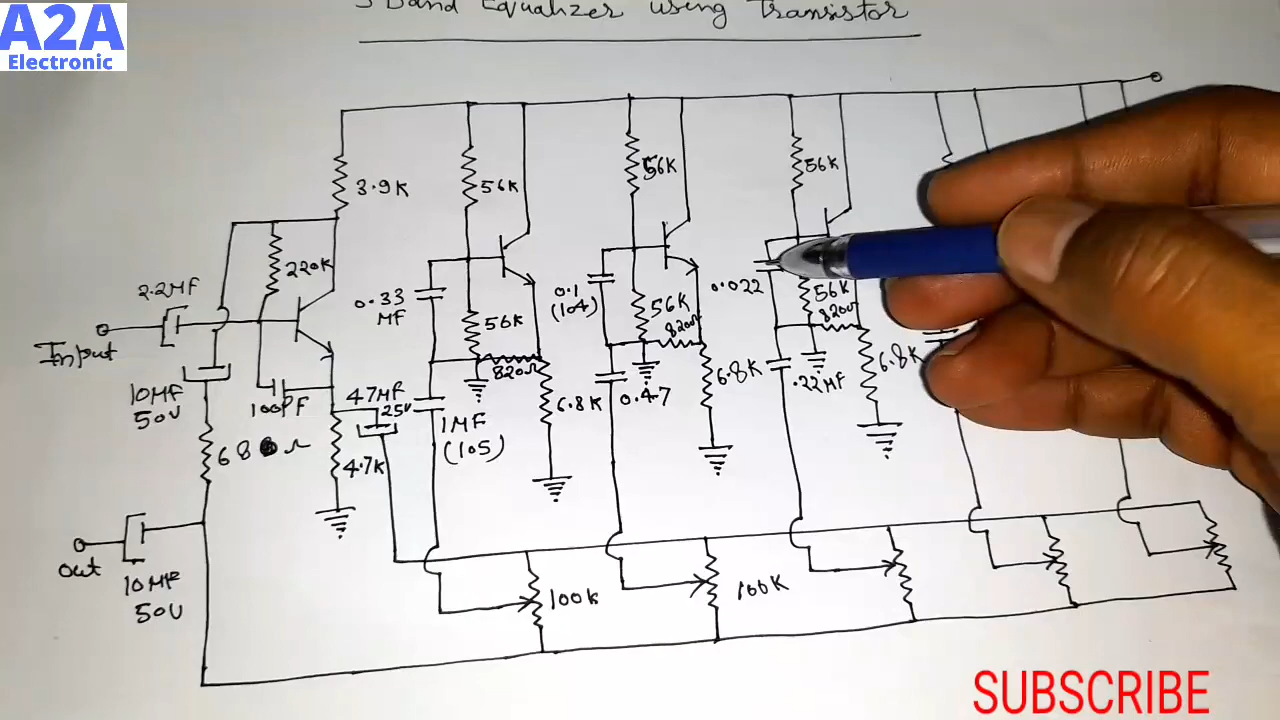 5 Band Equalizer using Transistor
A2A
Electronic
3.9K
56K
56K
56K
220K
2.2MF
Input
0.33
MF
0.1
(104)
0.022
56K
56K
56K
820Ω
820Ω
820Ω
10MF
50V
100PF
47MF
25V
1MF
(105)
6.8K
0.47
6.8K
.22MF
6.8K
4.7K
Out
10MF
50V
100K
100K
SUBSCRIBE